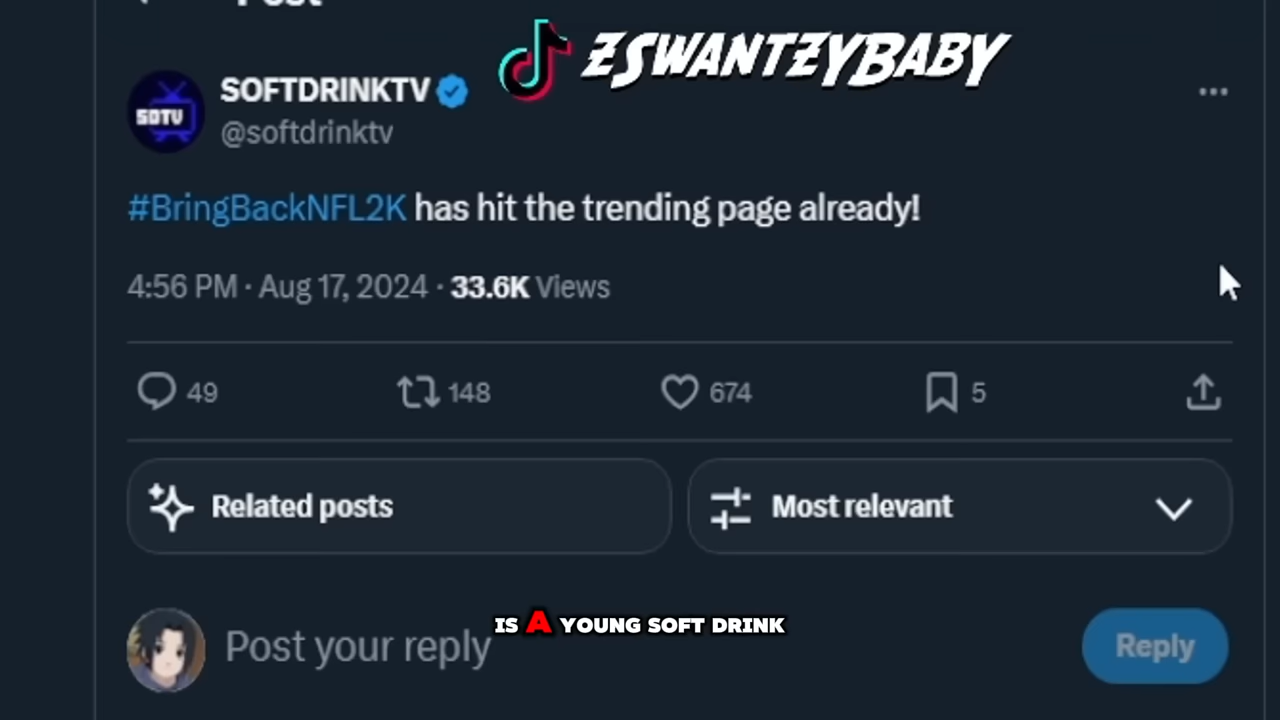 Post
ZSWANTZYBABY
SOFTDRINKTV
SDTV
@softdrinktv
#BringBackNFL2K has hit the trending page already!
4:56 PM · Aug 17, 2024 · 33.6K Views
49 148 674 5
Related posts Most relevant
IS A YOUNG SOFT DRINK
Post your reply Reply